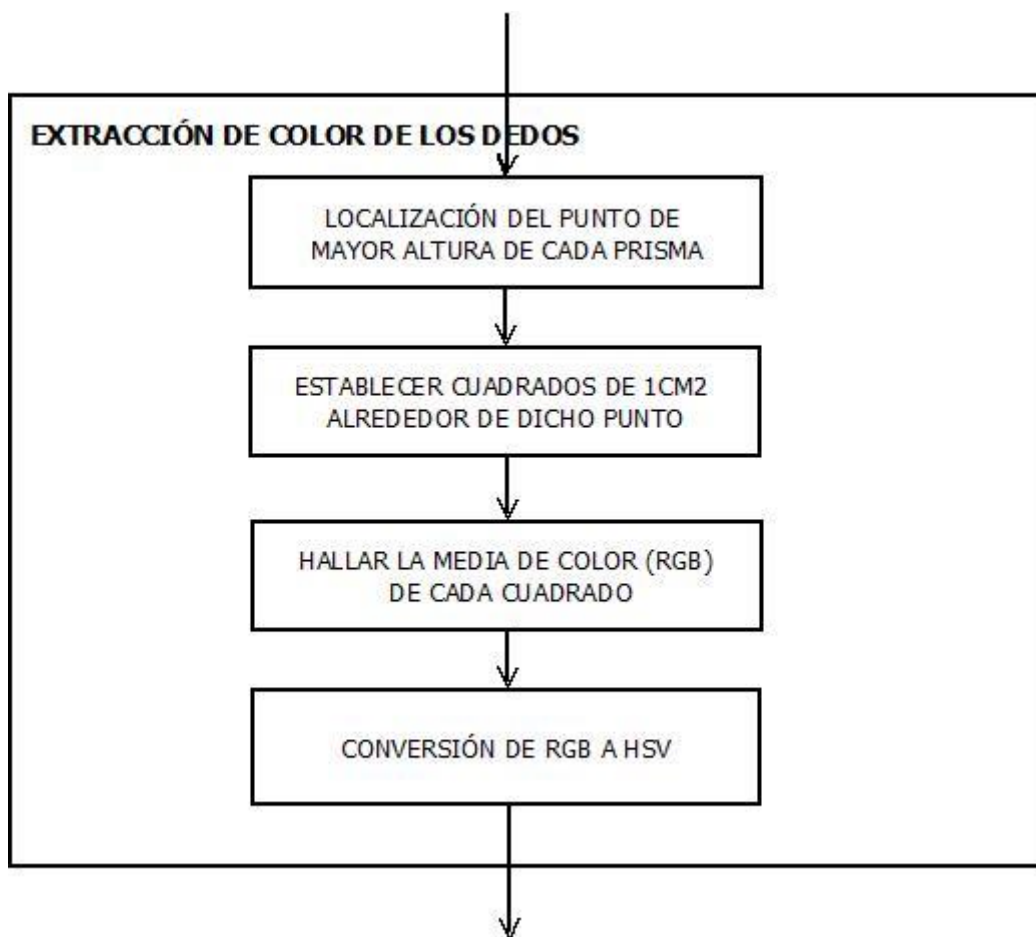 EXTRACCIÓN DE COLOR DE LOS DEDOS
LOCALIZACIÓN DEL PUNTO DE
MAYOR ALTURA DE CADA PRISMA
ESTABLECER CUADRADOS DE 1CM2
ALREDEDOR DE DICHO PUNTO
HALLAR LA MEDIA DE COLOR (RGB)
DE CADA CUADRADO
CONVERSIÓN DE RGB A HSV